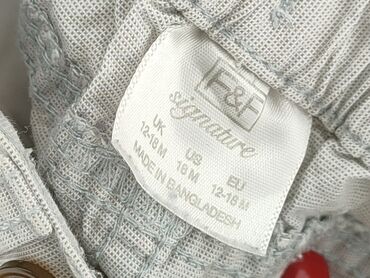 F&F
signature
UK US EU
12-18 M 18 M 12-18 M
MADE IN BANGLADESH